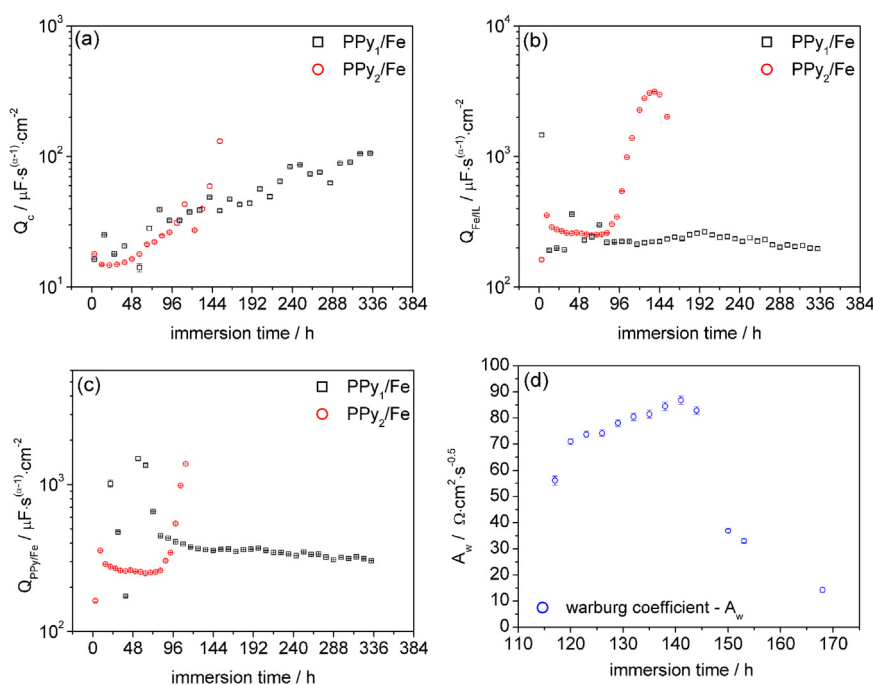 (a)
PPy₁/Fe
PPy₂/Fe
10³
10²
10¹
Q_c / μF·s^(α-1)·cm⁻²
0 48 96 144 192 240 288 336 384
immersion time / h
(b)
PPy₁/Fe
PPy₂/Fe
10⁴
10³
10²
Q_Fe/IL / μF·s^(α-1)·cm⁻²
0 48 96 144 192 240 288 336 384
immersion time / h
(c)
PPy₁/Fe
PPy₂/Fe
10³
10²
Q_PPy/Fe / μF·s^(α-1)·cm⁻²
0 48 96 144 192 240 288 336 384
immersion time / h
(d)
100
90
80
70
60
50
40
30
20
10
0
A_w / Ω·cm²·s⁻⁰·⁵
warburg coefficient - A_w
110 120 130 140 150 160 170
immersion time / h